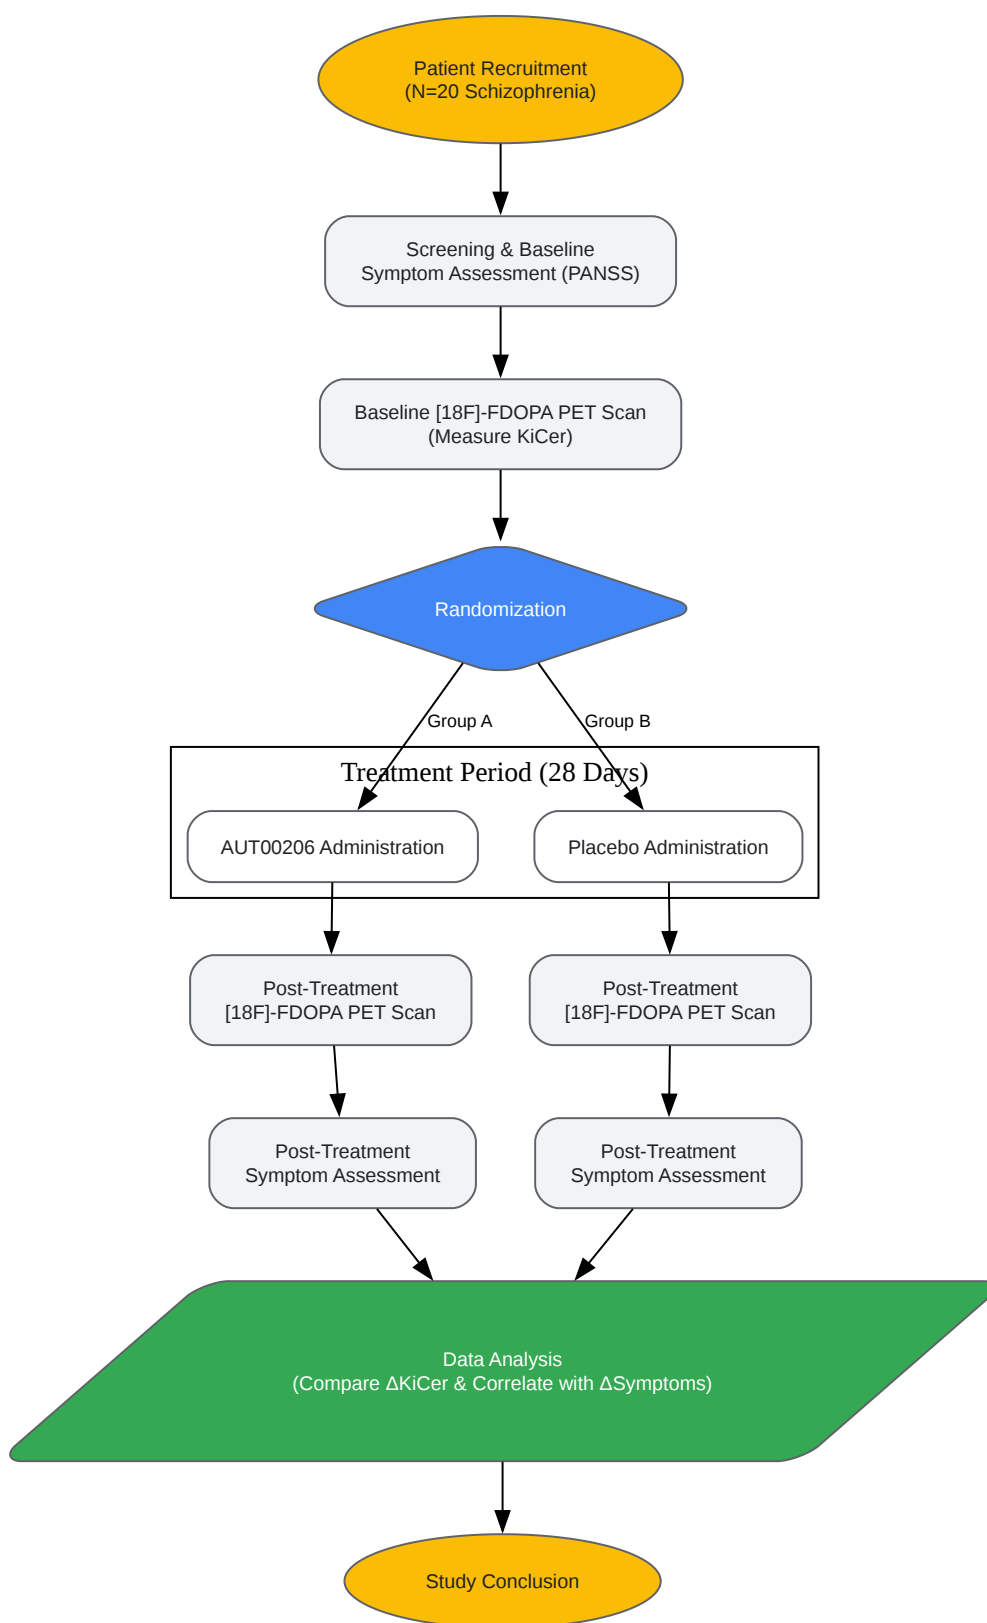 Patient Recruitment
(N=20 Schizophrenia)
Screening & Baseline
Symptom Assessment (PANSS)
Baseline [18F]-FDOPA PET Scan
(Measure KiCer)
Randomization
Group A
Group B
Treatment Period (28 Days)
AUT00206 Administration
Placebo Administration
Post-Treatment
[18F]-FDOPA PET Scan
Post-Treatment
[18F]-FDOPA PET Scan
Post-Treatment
Symptom Assessment
Post-Treatment
Symptom Assessment
Data Analysis
(Compare ΔKiCer & Correlate with ΔSymptoms)
Study Conclusion